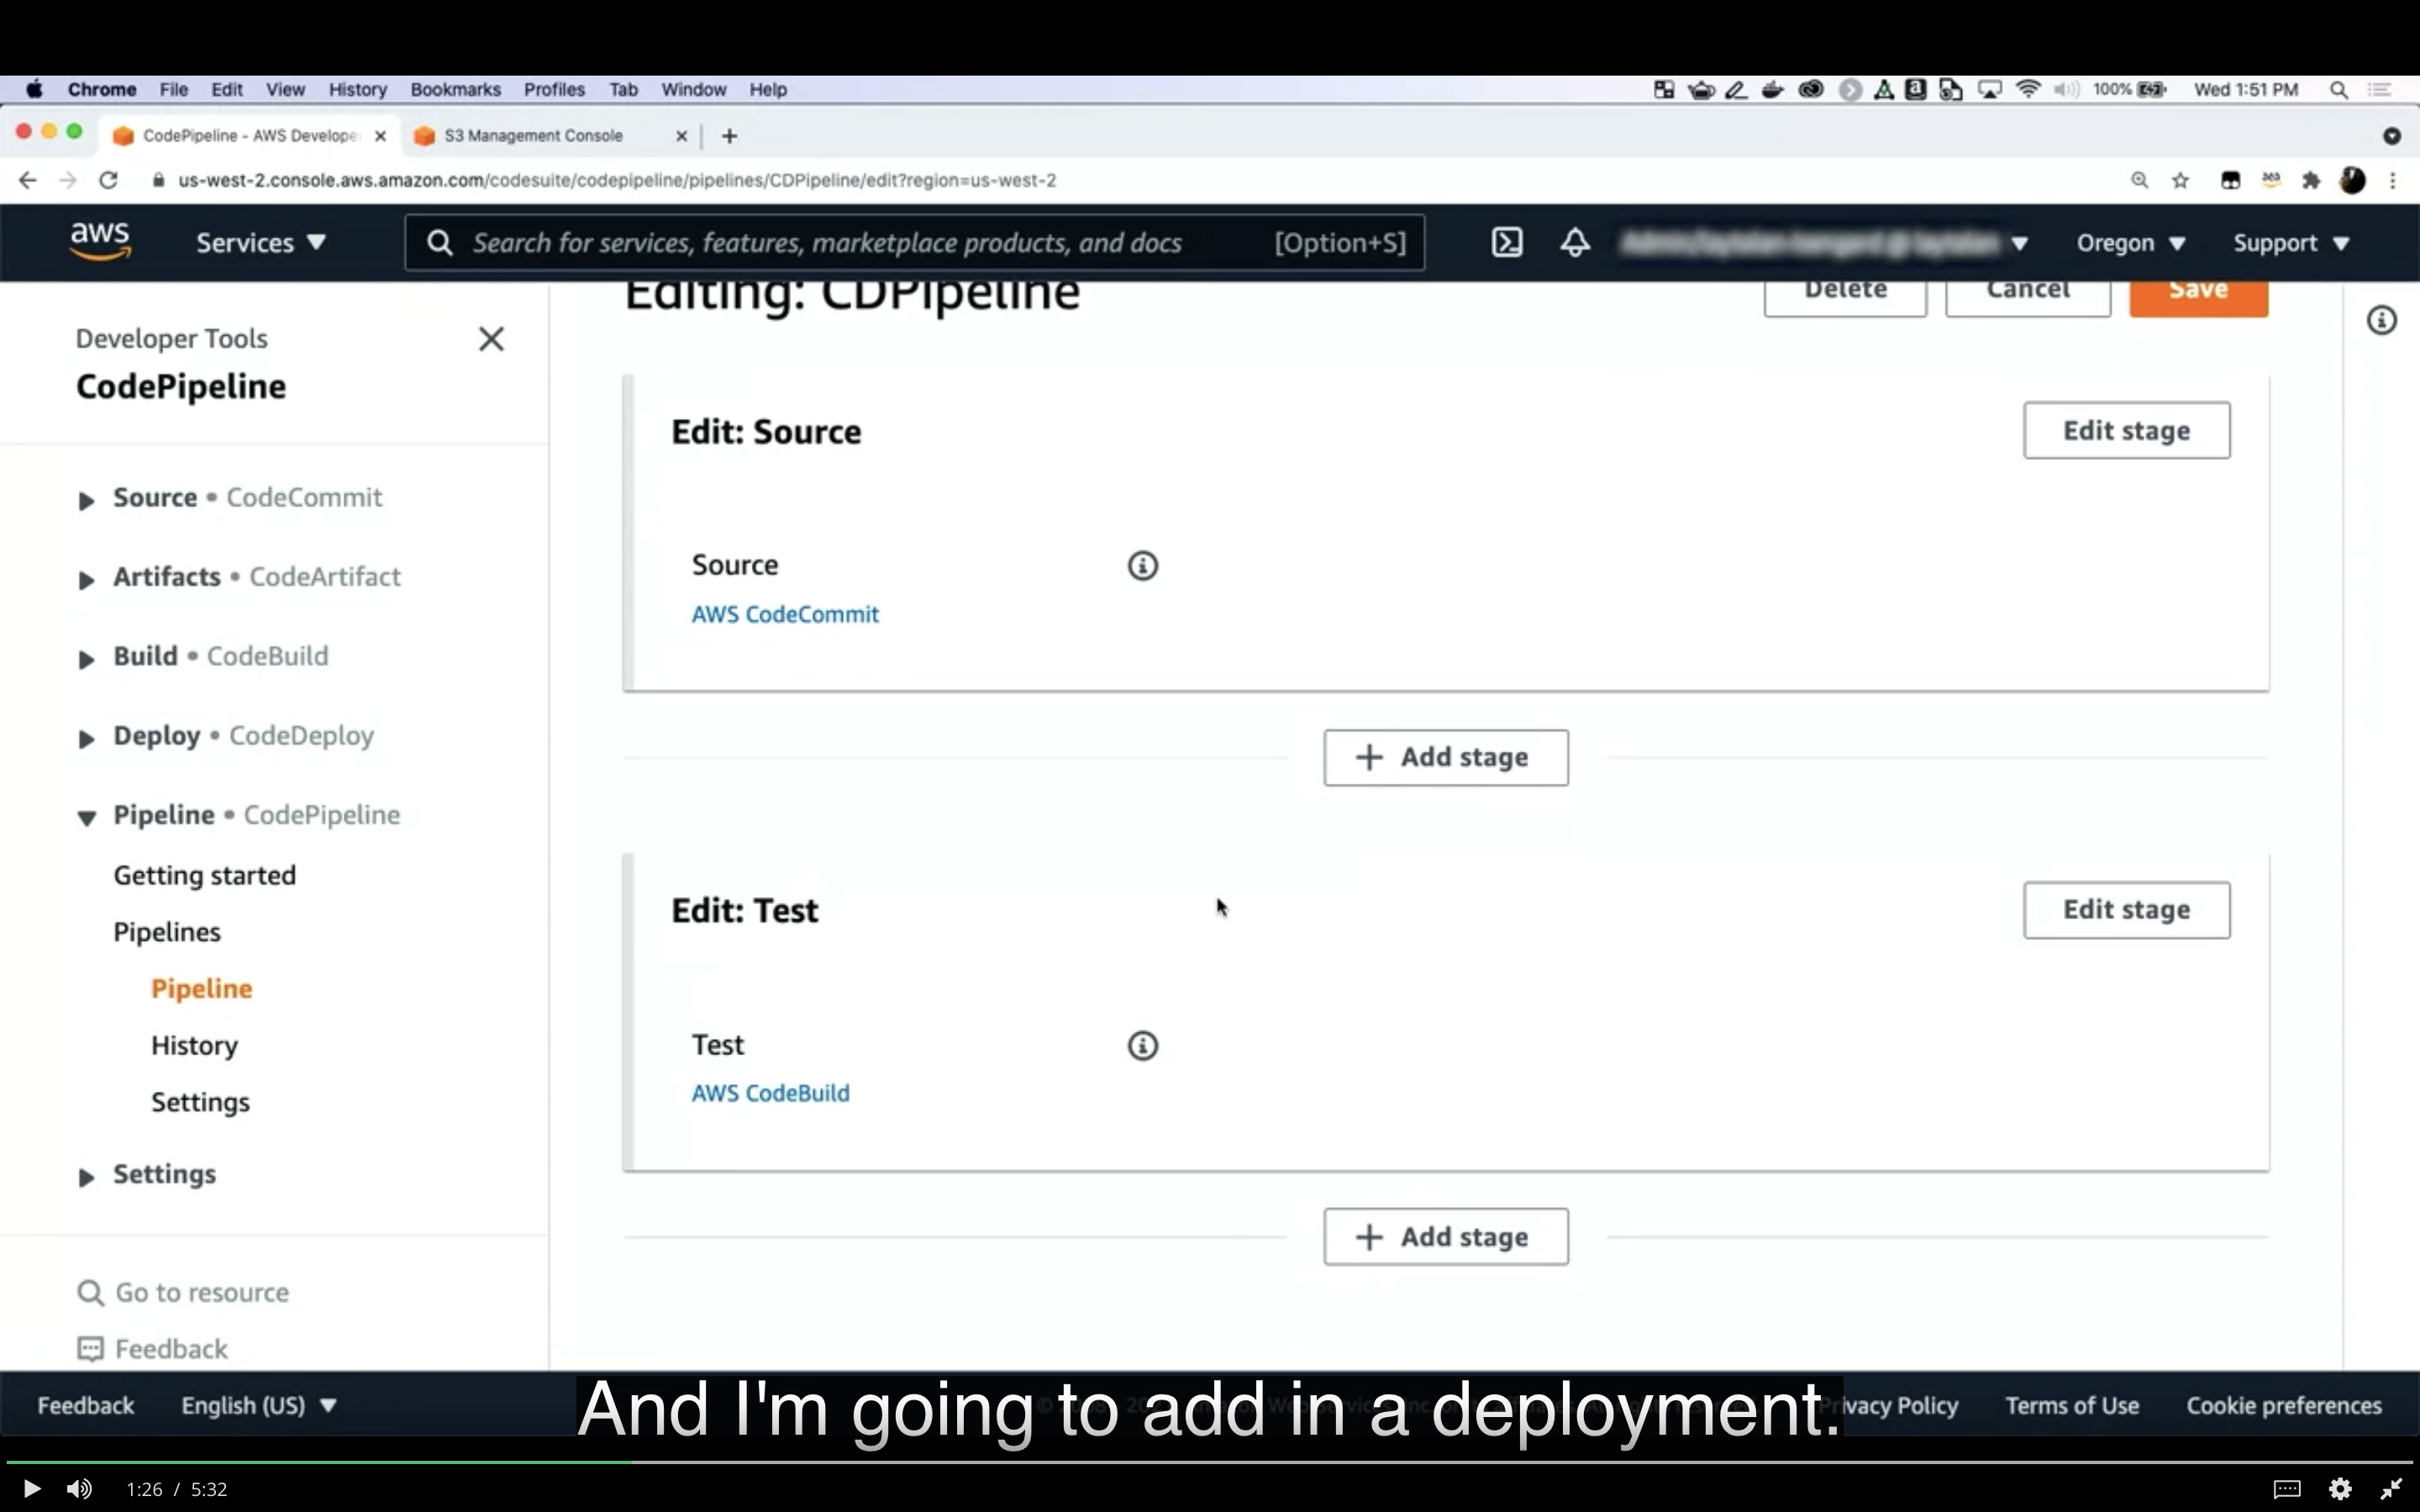 Chrome File Edit View History Bookmarks Profiles Tab Window Help 100% Wed 1:51 PM
CodePipeline - AWS Develope S3 Management Console
us-west-2.console.aws.amazon.com/codesuite/codepipeline/pipelines/CDPipeline/edit?region=us-west-2
aws Services Search for services, features, marketplace products, and docs [Option+S] Oregon Support
Editing: CDPipeline Delete Cancel Save
Developer Tools
CodePipeline
Source • CodeCommit
Artifacts • CodeArtifact
Build • CodeBuild
Deploy • CodeDeploy
Pipeline • CodePipeline
Getting started
Pipelines
Pipeline
History
Settings
Settings
Go to resource
Feedback
Edit: Source Edit stage
Source
AWS CodeCommit
+ Add stage
Edit: Test Edit stage
Test
AWS CodeBuild
+ Add stage
Feedback English (US) Privacy Policy Terms of Use Cookie preferences
And I'm going to add in a deployment.
1:26 / 5:32